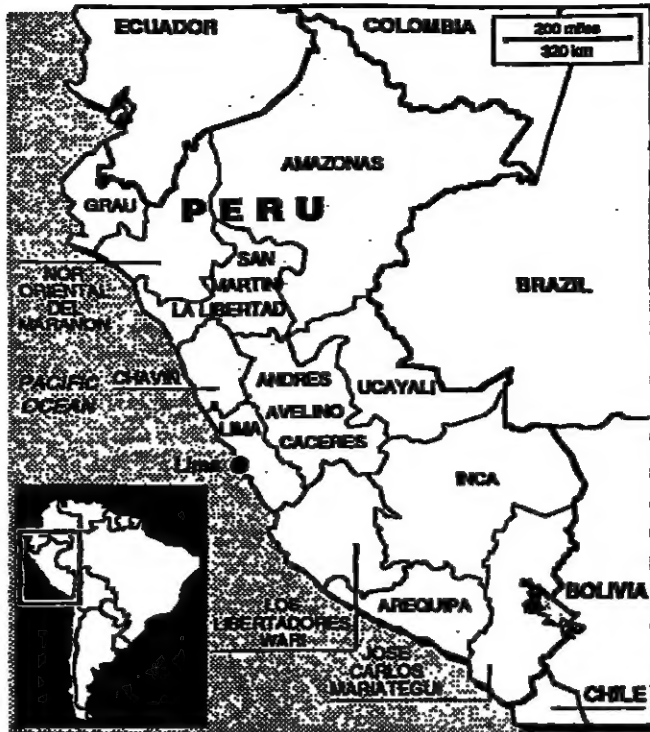 ECUADOR
COLOMBIA
200 miles
320 km
AMAZONAS
GRAU
PERU
SAN
MARTIN
NOR
ORIENTAL
DEL
MARAÑON
LA LIBERTAD
BRAZIL
PACIFIC
OCEAN
CHAVIN
ANDRES
AVELINO
CACERES
UCAYALI
LIMA
Lima
INCA
BOLIVIA
LOS
LIBERTADORES
WARI
AREQUIPA
JOSE
CARLOS
MARIATEGUI
CHILE